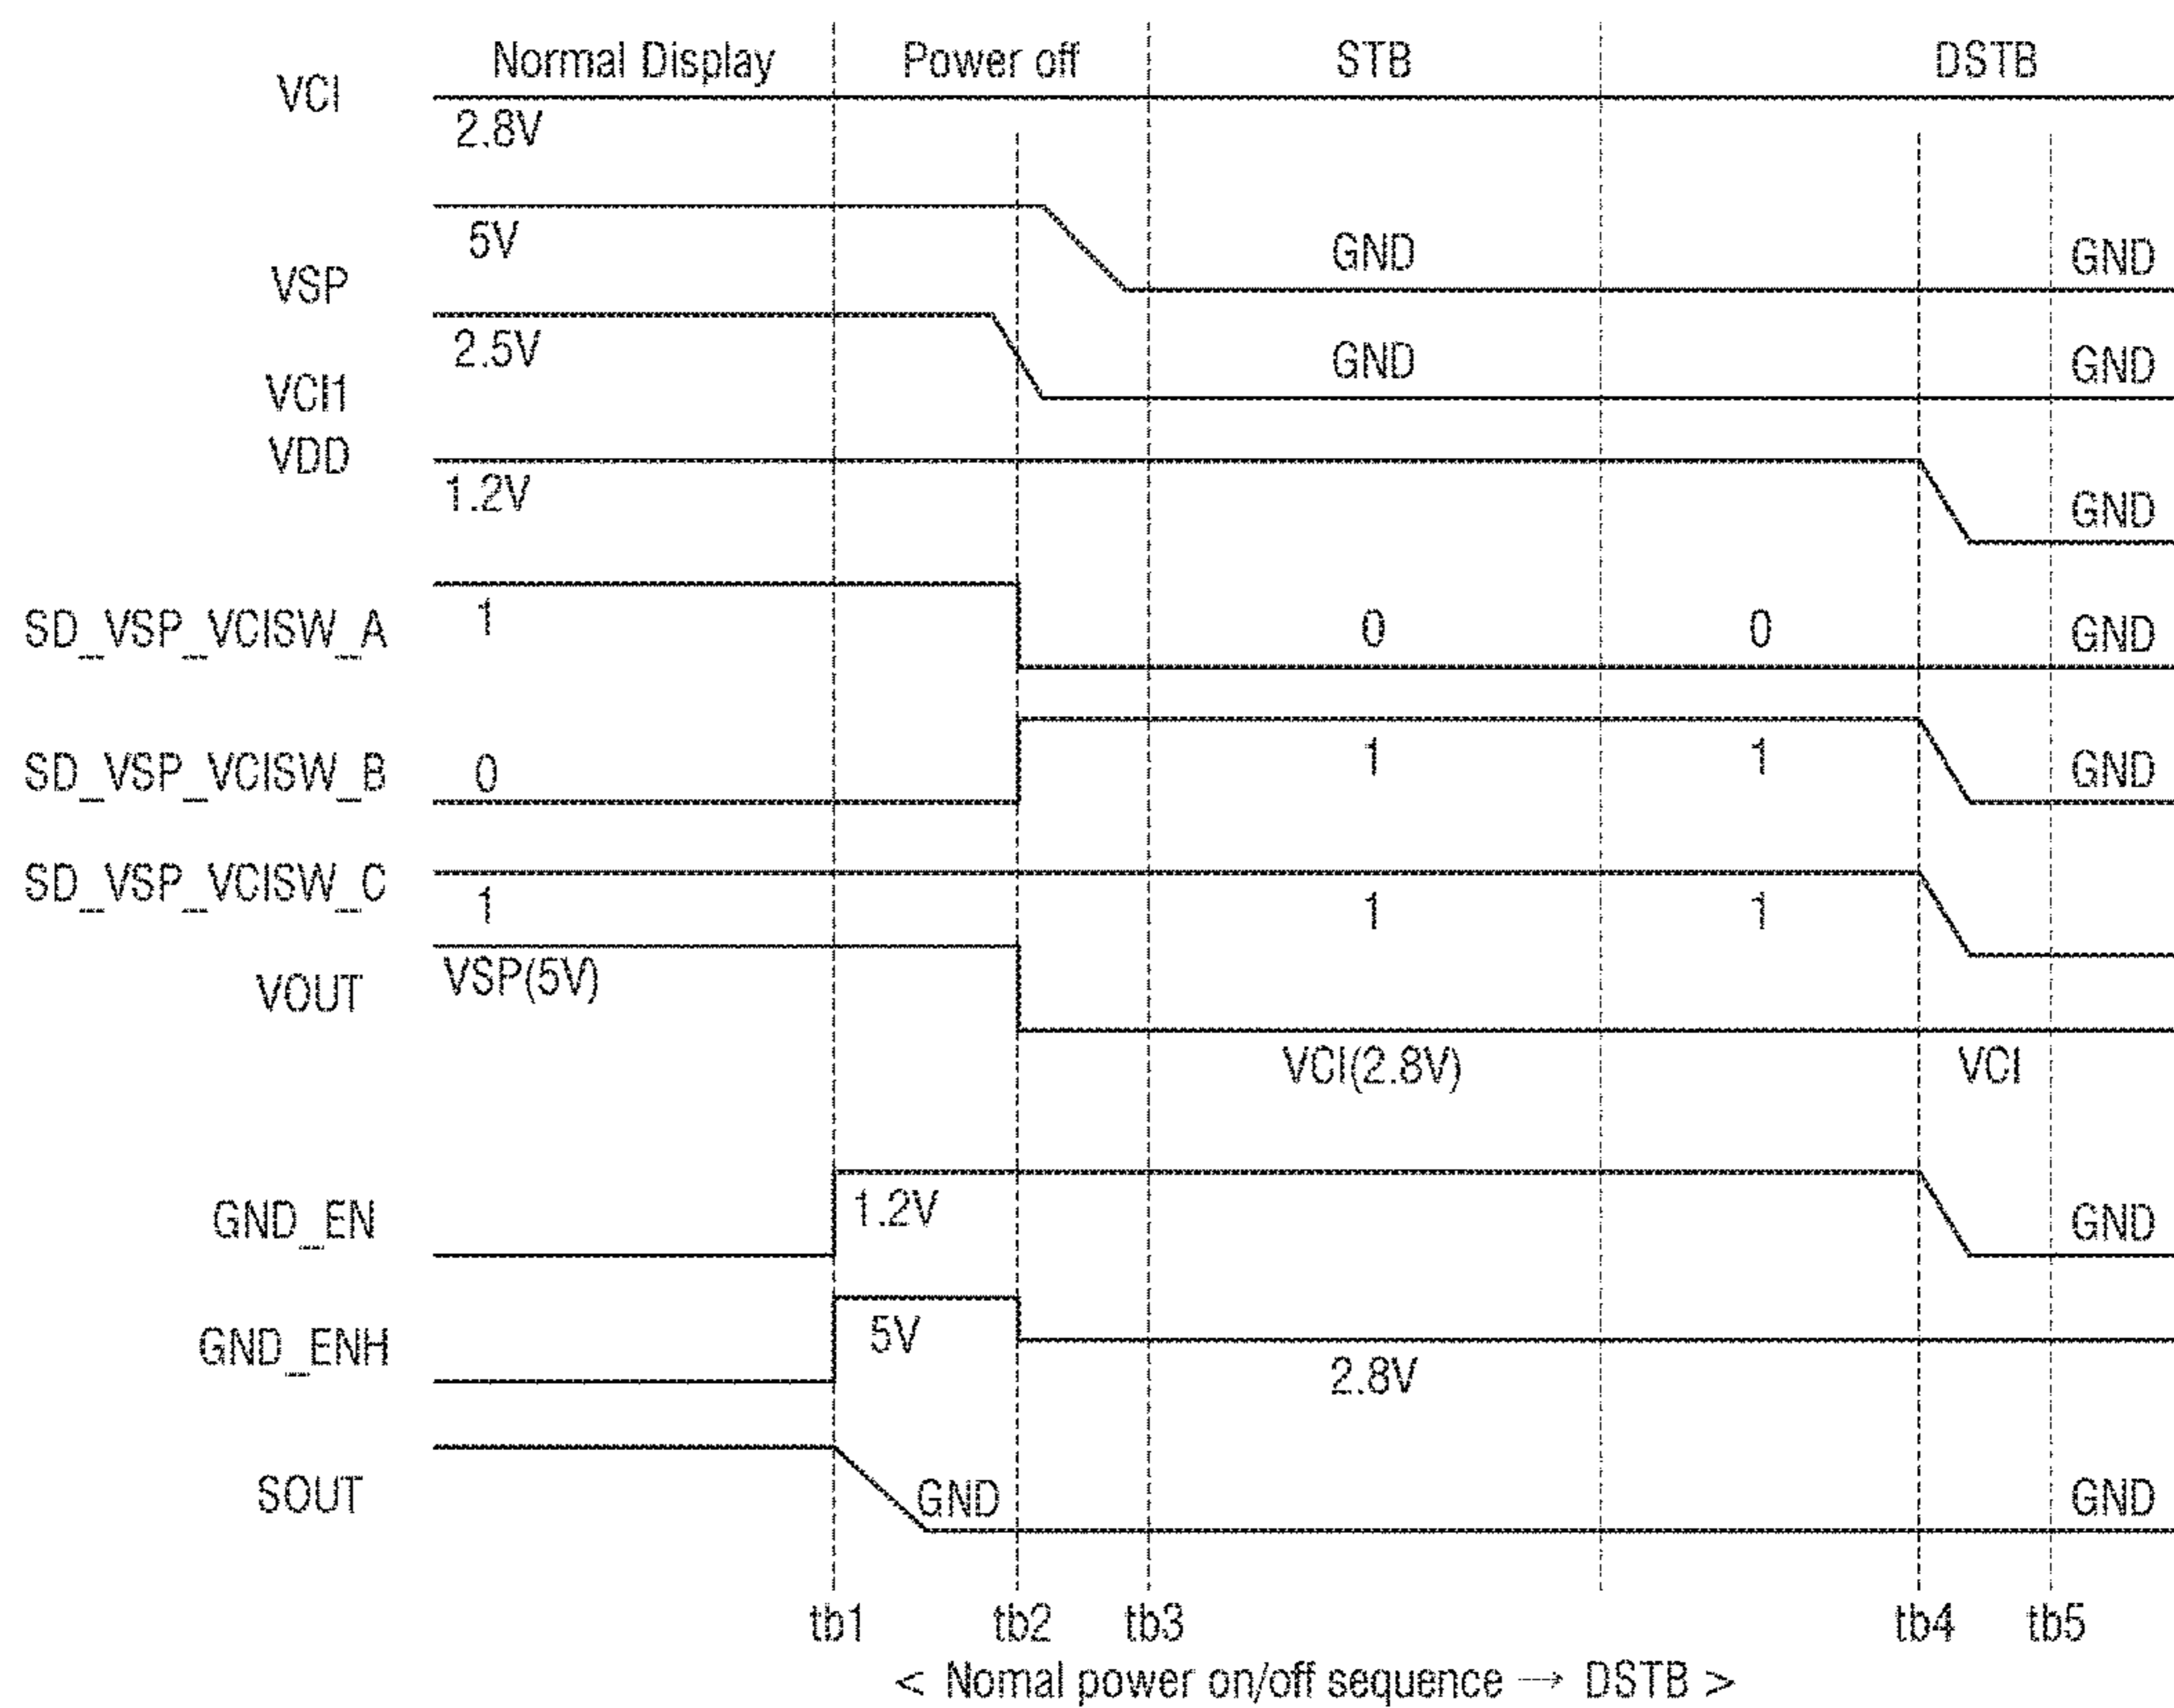 Normal Display Power off STB DSTB
VCI
2.8V
5V GND GND
VSP
2.5V GND GND
VCI1
VDD
1.2V GND
SD_VSP_VCISW_A 1 0 0 GND
SD_VSP_VCISW_B 0 1 1 GND
SD_VSP_VCISW_C
1 1 1
VOUT VSP(5V)
VCI(2.8V) VCI
GND_EN 1.2V GND
GND_ENH 5V
2.8V
SOUT GND GND
tb1 tb2 tb3 tb4 tb5
< Nomal power on/off sequence → DSTB >